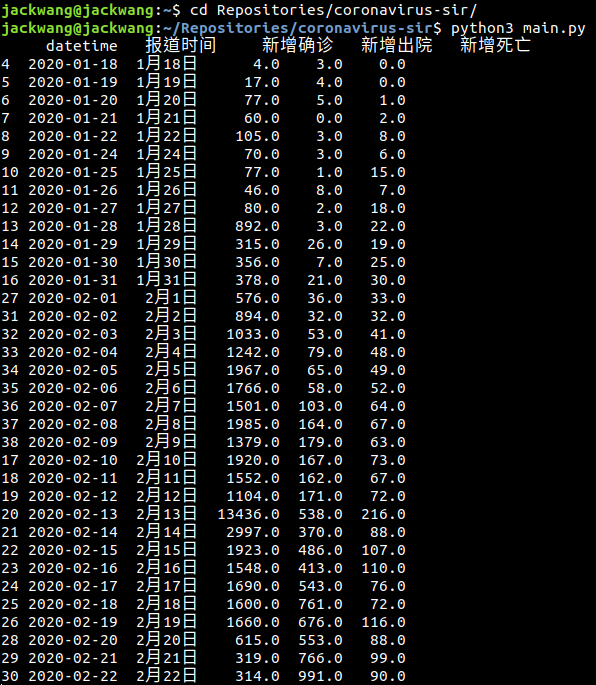 jackwang@jackwang:~$ cd Repositories/coronavirus-sir/
jackwang@jackwang:~/Repositories/coronavirus-sir$ python3 main.py
datetime 报道时间 新增确诊 新增出院 新增死亡
4 2020-01-18 1月18日 4.0 3.0 0.0
5 2020-01-19 1月19日 17.0 4.0 0.0
6 2020-01-20 1月20日 77.0 5.0 1.0
7 2020-01-21 1月21日 60.0 0.0 2.0
8 2020-01-22 1月22日 105.0 3.0 8.0
9 2020-01-24 1月24日 70.0 3.0 6.0
10 2020-01-25 1月25日 77.0 1.0 15.0
11 2020-01-26 1月26日 46.0 8.0 7.0
12 2020-01-27 1月27日 80.0 2.0 18.0
13 2020-01-28 1月28日 892.0 3.0 22.0
14 2020-01-29 1月29日 315.0 26.0 19.0
15 2020-01-30 1月30日 356.0 7.0 25.0
16 2020-01-31 1月31日 378.0 21.0 30.0
27 2020-02-01 2月1日 576.0 36.0 33.0
31 2020-02-02 2月2日 894.0 32.0 32.0
32 2020-02-03 2月3日 1033.0 53.0 41.0
33 2020-02-04 2月4日 1242.0 79.0 48.0
34 2020-02-05 2月5日 1967.0 65.0 49.0
35 2020-02-06 2月6日 1766.0 58.0 52.0
36 2020-02-07 2月7日 1501.0 103.0 64.0
37 2020-02-08 2月8日 1985.0 164.0 67.0
38 2020-02-09 2月9日 1379.0 179.0 63.0
17 2020-02-10 2月10日 1920.0 167.0 73.0
18 2020-02-11 2月11日 1552.0 162.0 67.0
19 2020-02-12 2月12日 1104.0 171.0 72.0
20 2020-02-13 2月13日 13436.0 538.0 216.0
21 2020-02-14 2月14日 2997.0 370.0 88.0
22 2020-02-15 2月15日 1923.0 486.0 107.0
23 2020-02-16 2月16日 1548.0 413.0 110.0
24 2020-02-17 2月17日 1690.0 543.0 76.0
25 2020-02-18 2月18日 1600.0 761.0 72.0
26 2020-02-19 2月19日 1660.0 676.0 116.0
28 2020-02-20 2月20日 615.0 553.0 88.0
29 2020-02-21 2月21日 319.0 766.0 99.0
30 2020-02-22 2月22日 314.0 991.0 90.0